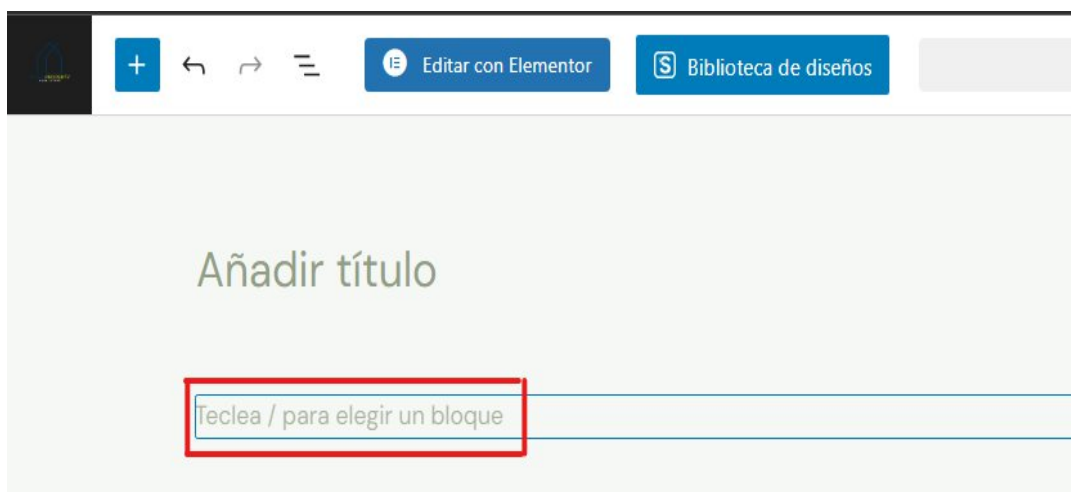 + Editar con Elementor S Biblioteca de diseños
Añadir título
Teclea / para elegir un bloque